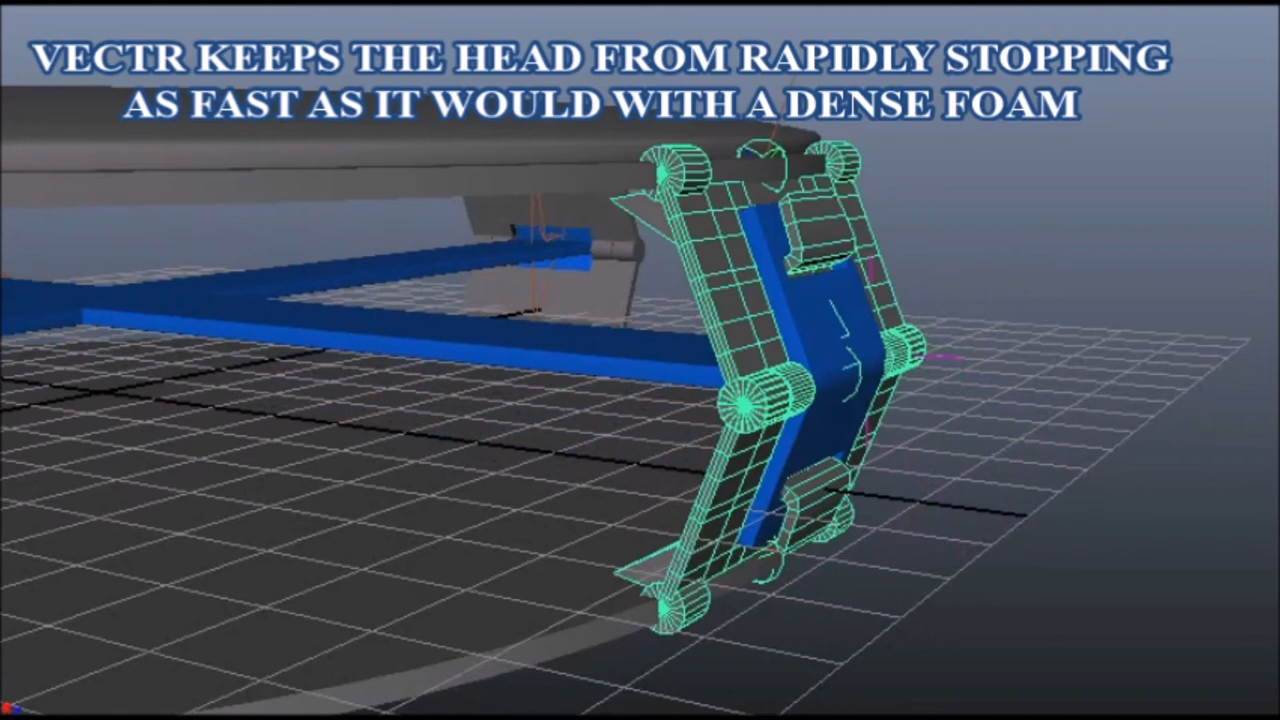 VECTR KEEPS THE HEAD FROM RAPIDLY STOPPING
AS FAST AS IT WOULD WITH A DENSE FOAM